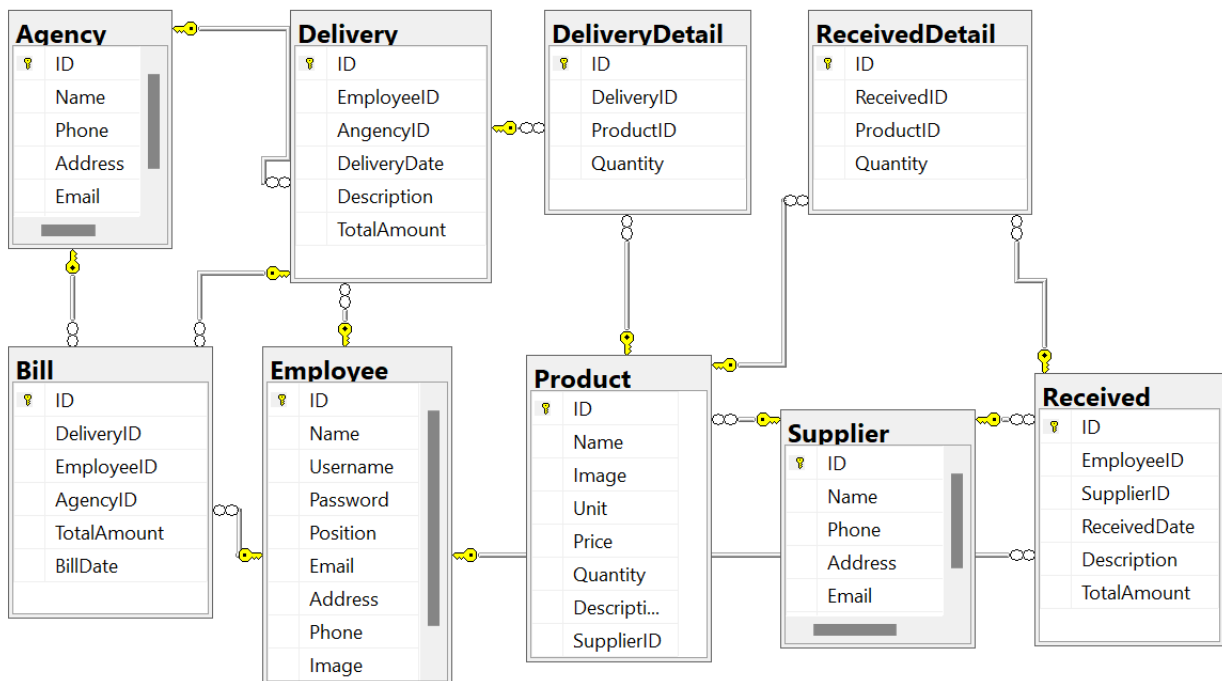 Agency
ID
Name
Phone
Address
Email
Delivery
ID
EmployeeID
AngencyID
DeliveryDate
Description
TotalAmount
DeliveryDetail
ID
DeliveryID
ProductID
Quantity
ReceivedDetail
ID
ReceivedID
ProductID
Quantity
Bill
ID
DeliveryID
EmployeeID
AgencyID
TotalAmount
BillDate
Employee
ID
Name
Username
Password
Position
Email
Address
Phone
Image
Product
ID
Name
Image
Unit
Price
Quantity
Descripti...
SupplierID
Supplier
ID
Name
Phone
Address
Email
Received
ID
EmployeeID
SupplierID
ReceivedDate
Description
TotalAmount